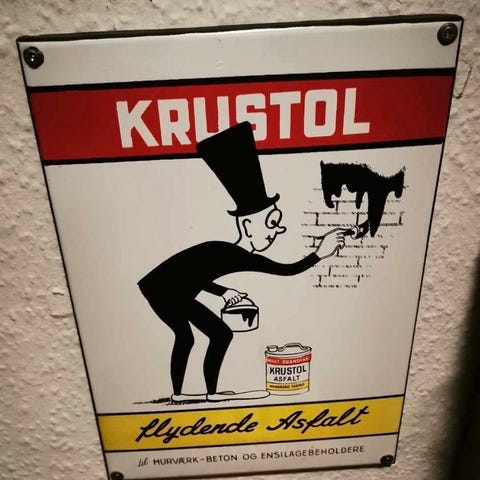 KRUSTOL
KRUSTOL
ASFALT
flydende Asfalt
til MURVÆRK-BETON OG ENSILAGEBEHOLDERE